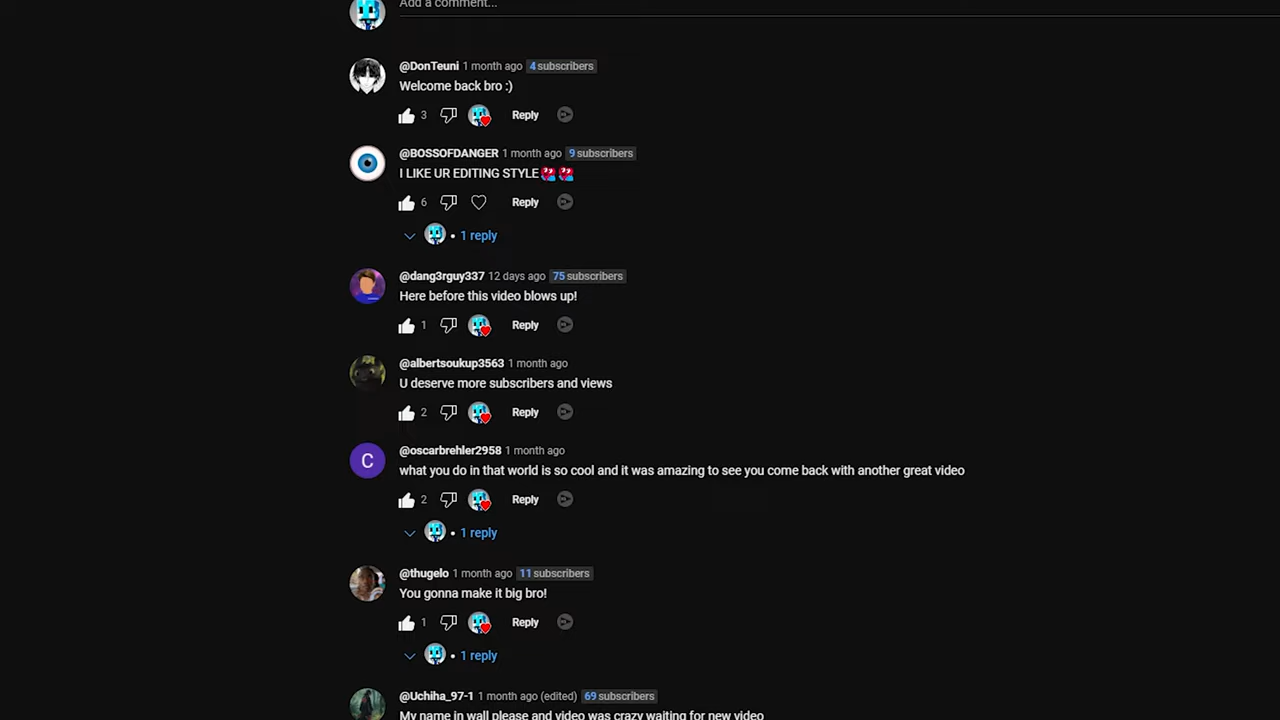 Add a comment...
@DonTeuni 1 month ago 4 subscribers
Welcome back bro :)
3 Reply
@BOSSOFDANGER 1 month ago 9 subscribers
I LIKE UR EDITING STYLE
6 Reply
1 reply
@dang3rguy337 12 days ago 75 subscribers
Here before this video blows up!
1 Reply
@albertsoukup3563 1 month ago
U deserve more subscribers and views
2 Reply
C
@oscarbrehler2958 1 month ago
what you do in that world is so cool and it was amazing to see you come back with another great video
2 Reply
1 reply
@thugelo 1 month ago 11 subscribers
You gonna make it big bro!
1 Reply
1 reply
@Uchiha_97-1 1 month ago (edited) 69 subscribers
My name in wall please and video was crazy waiting for new video